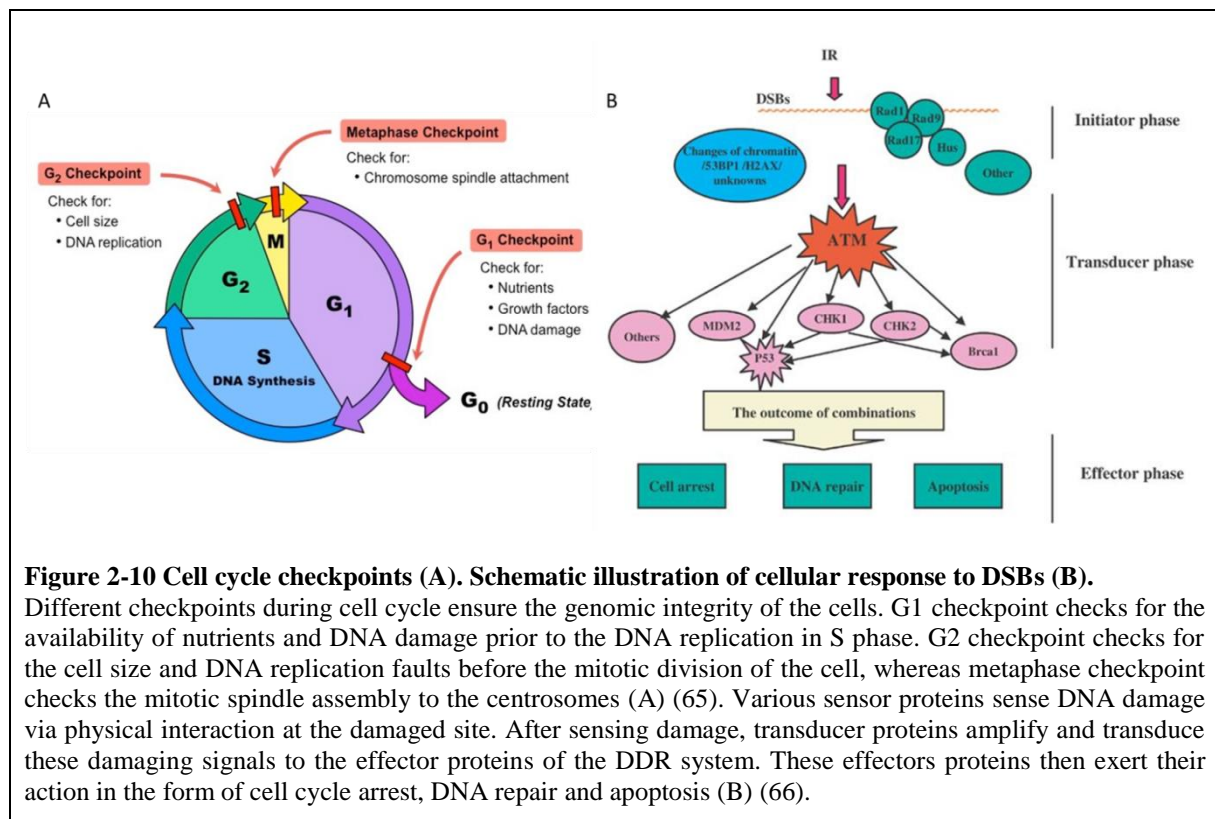 A
Metaphase Checkpoint
Check for:
• Chromosome spindle attachment
G2 Checkpoint
Check for:
• Cell size
• DNA replication
M
G2
G1
S
DNA Synthesis
G1 Checkpoint
Check for:
• Nutrients
• Growth factors
• DNA damage
G0 (Resting State
B
IR
DSBs
Rad1
Rad9
Rad17
Hus
Other
Changes of chromatin
/53BP1 /H2AX/
unknowns
Initiator phase
ATM
Transducer phase
Others
MDM2
CHK1
CHK2
Brca1
P53
The outcome of combinations
Cell arrest
DNA repair
Apoptosis
Effector phase
Figure 2-10 Cell cycle checkpoints (A). Schematic illustration of cellular response to DSBs (B).
Different checkpoints during cell cycle ensure the genomic integrity of the cells. G1 checkpoint checks for the
availability of nutrients and DNA damage prior to the DNA replication in S phase. G2 checkpoint checks for
the cell size and DNA replication faults before the mitotic division of the cell, whereas metaphase checkpoint
checks the mitotic spindle assembly to the centrosomes (A) (65). Various sensor proteins sense DNA damage
via physical interaction at the damaged site. After sensing damage, transducer proteins amplify and transduce
these damaging signals to the effector proteins of the DDR system. These effectors proteins then exert their
action in the form of cell cycle arrest, DNA repair and apoptosis (B) (66).